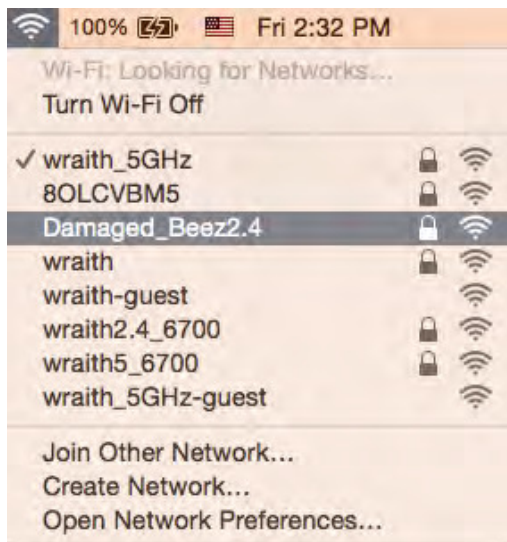 100% Fri 2:32 PM
Wi-Fi: Looking for Networks...
Turn Wi-Fi Off
✓ wraith_5GHz
8OLCVBM5
Damaged_Beez2.4
wraith
wraith-guest
wraith2.4_6700
wraith5_6700
wraith_5GHz-guest
Join Other Network...
Create Network...
Open Network Preferences...